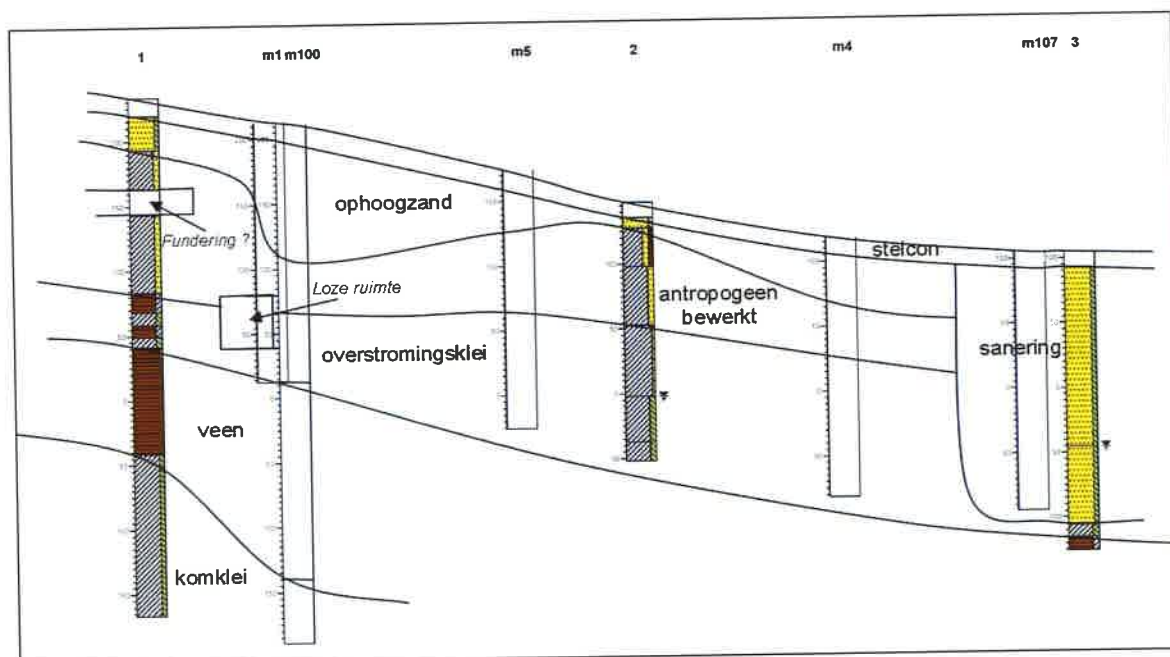 1
m1 m100
m5
2
m4
m107 3
ophoogzand
Fundering ?
stelcon
Loze ruimte
antropogeen
bewerkt
overstromingsklei
sanering
veen
komklei